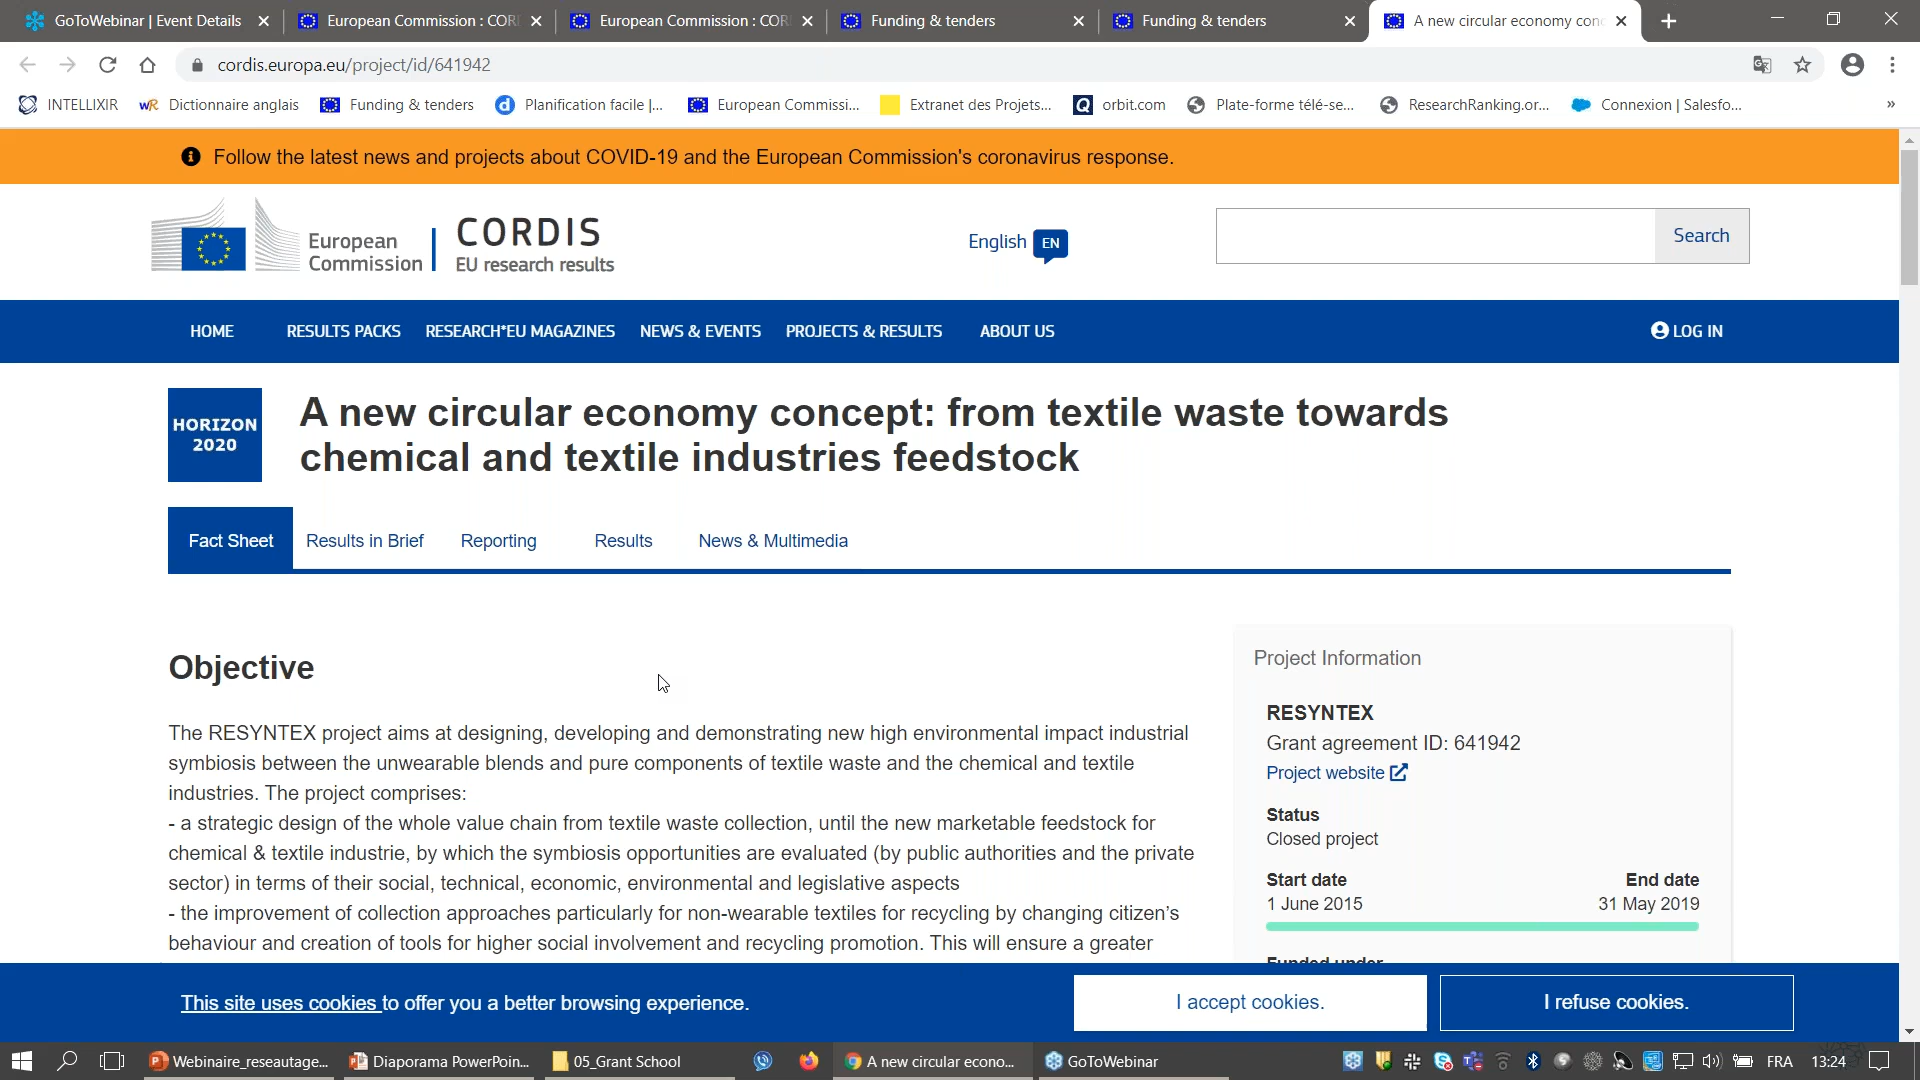 GoToWebinar | Event Details
European Commission : COR
European Commission : COR
Funding & tenders
Funding & tenders
A new circular economy con
cordis.europa.eu/project/id/641942
INTELLIXIR
Dictionnaire anglais
Funding & tenders
Planification facile |...
European Commissi...
Extranet des Projets...
orbit.com
Plate-forme télé-se...
ResearchRanking.or...
Connexion | Salesfo...
»
Follow the latest news and projects about COVID-19 and the European Commission's coronavirus response.
European
Commission
CORDIS
EU research results
English EN
Search
HOME
RESULTS PACKS
RESEARCH*EU MAGAZINES
NEWS & EVENTS
PROJECTS & RESULTS
ABOUT US
LOG IN
HORIZON
2020
A new circular economy concept: from textile waste towards
chemical and textile industries feedstock
Fact Sheet
Results in Brief
Reporting
Results
News & Multimedia
Objective
The RESYNTEX project aims at designing, developing and demonstrating new high environmental impact industrial
symbiosis between the unwearable blends and pure components of textile waste and the chemical and textile
industries. The project comprises:
- a strategic design of the whole value chain from textile waste collection, until the new marketable feedstock for
chemical & textile industrie, by which the symbiosis opportunities are evaluated (by public authorities and the private
sector) in terms of their social, technical, economic, environmental and legislative aspects
- the improvement of collection approaches particularly for non-wearable textiles for recycling by changing citizen's
behaviour and creation of tools for higher social involvement and recycling promotion. This will ensure a greater
Project Information
RESYNTEX
Grant agreement ID: 641942
Project website
Status
Closed project
Start date
1 June 2015
End date
31 May 2019
Funded under
This site uses cookies to offer you a better browsing experience.
I accept cookies.
I refuse cookies.
Webinaire_reseautage...
Diaporama PowerPoin...
05_Grant School
A new circular econo...
GoToWebinar
FRA
13:24